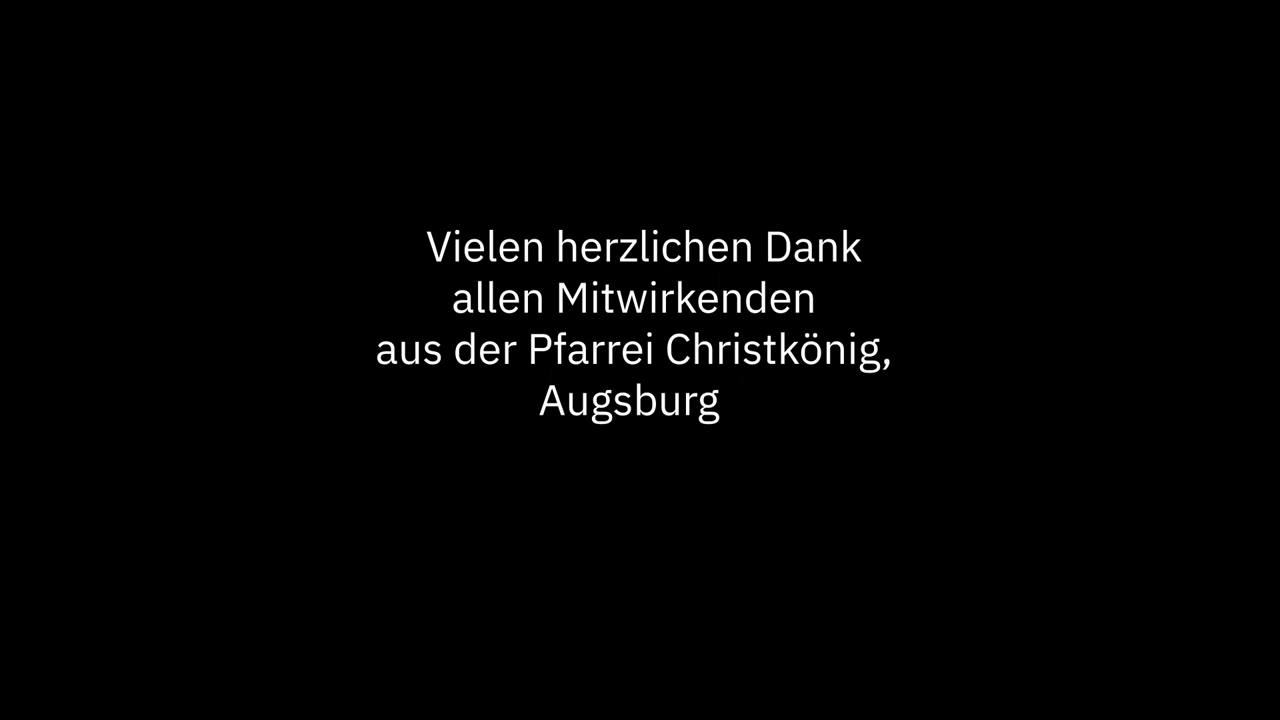 Vielen herzlichen Dank
allen Mitwirkenden
aus der Pfarrei Christkönig,
Augsburg